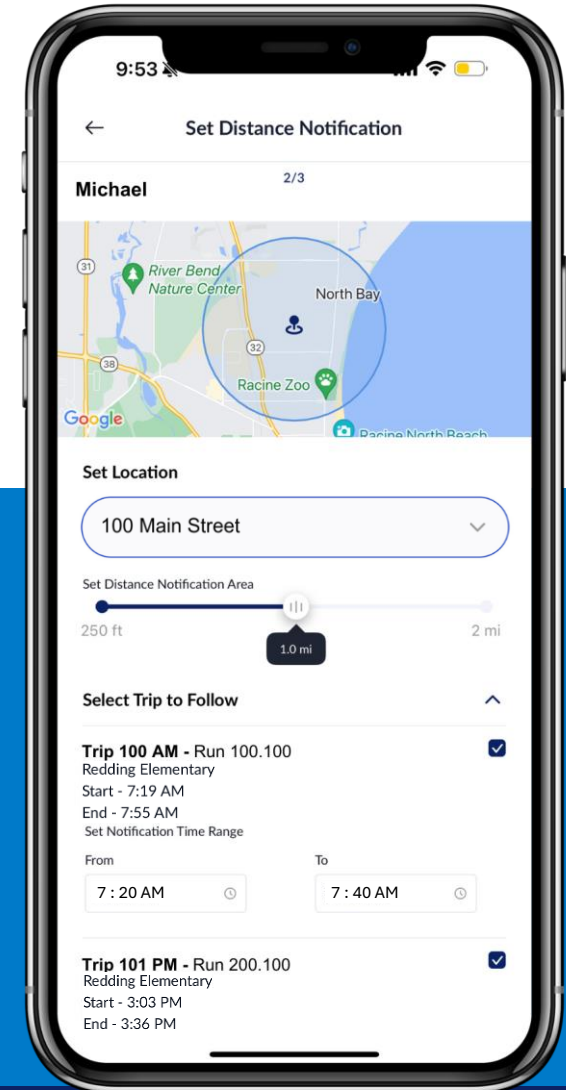 9:53
Set Distance Notification
Michael
2/3
31
River Bend
Nature Center
North Bay
32
38
Racine Zoo
Google
Racine North Beach
Set Location
100 Main Street
Set Distance Notification Area
250 ft
2 mi
1.0 mi
Select Trip to Follow
Trip 100 AM - Run 100.100
Redding Elementary
Start - 7:19 AM
End - 7:55 AM
Set Notification Time Range
From To
7 : 20 AM 7 : 40 AM
Trip 101 PM - Run 200.100
Redding Elementary
Start - 3:03 PM
End - 3:36 PM